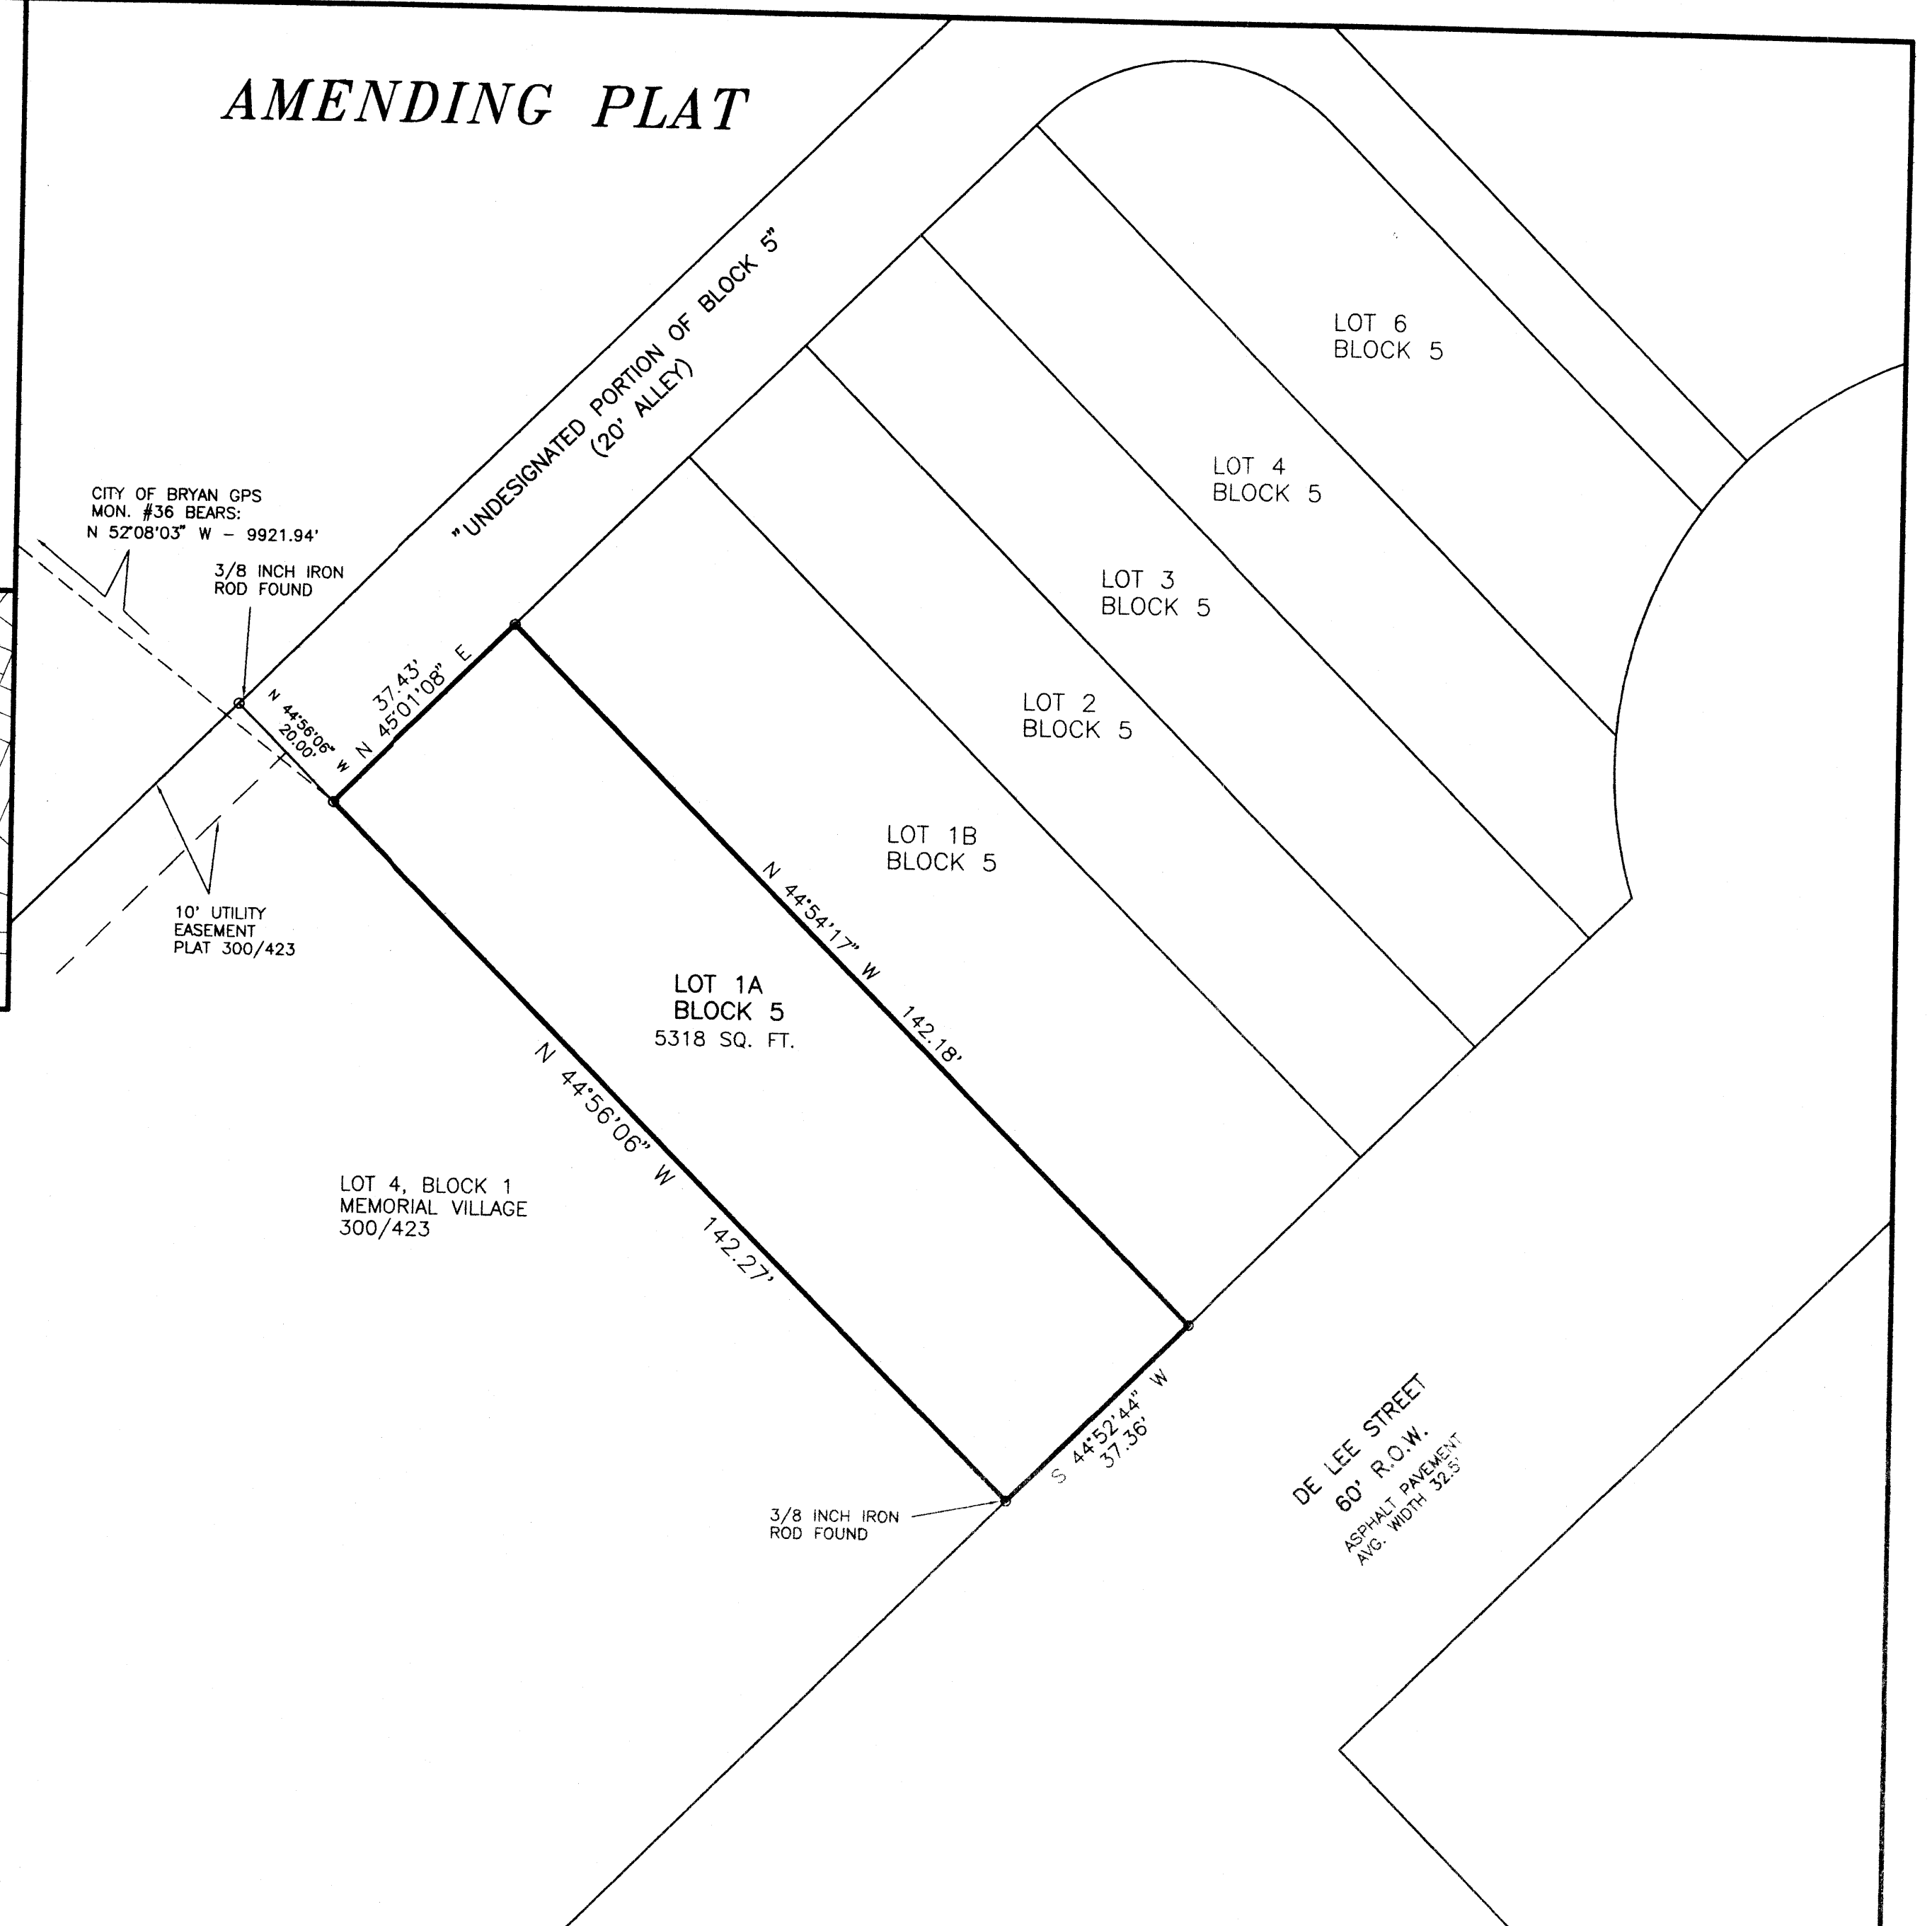 AMENDING PLAT
"UNDESIGNATED PORTION OF BLOCK 5"
(20' ALLEY)
LOT 6
BLOCK 5
LOT 4
BLOCK 5
LOT 3
BLOCK 5
LOT 2
BLOCK 5
LOT 1B
BLOCK 5
CITY OF BRYAN GPS
MON. #36 BEARS:
N 52°08'03" W - 9921.94'
3/8 INCH IRON
ROD FOUND
37.43'
N 45°01'08" E
N 44°56'06" W
20.00'
10' UTILITY
EASEMENT
PLAT 300/423
N 44°54'17" W 142.18'
LOT 1A
BLOCK 5
5318 SQ. FT.
N 44°56'06" W 142.27'
LOT 4, BLOCK 1
MEMORIAL VILLAGE
300/423
S 44°52'44" W
37.36'
3/8 INCH IRON
ROD FOUND
DE LEE STREET
60' R.O.W.
ASPHALT PAVEMENT
AVG. WIDTH 32.5'